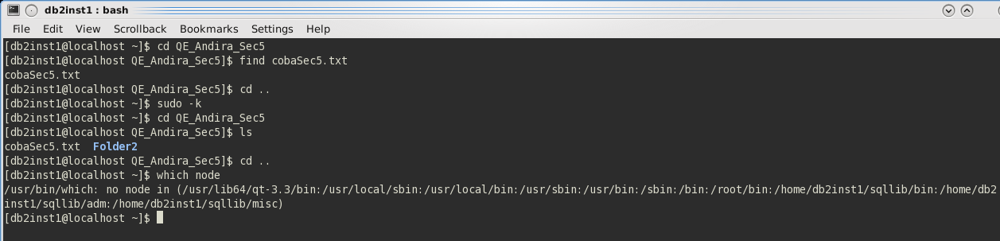 db2inst1 : bash
File Edit View Scrollback Bookmarks Settings Help
[db2inst1@localhost ~]$ cd QE_Andira_Sec5
[db2inst1@localhost QE_Andira_Sec5]$ find cobaSec5.txt
cobaSec5.txt
[db2inst1@localhost QE_Andira_Sec5]$ cd ..
[db2inst1@localhost ~]$ sudo -k
[db2inst1@localhost ~]$ cd QE_Andira_Sec5
[db2inst1@localhost QE_Andira_Sec5]$ ls
cobaSec5.txt Folder2
[db2inst1@localhost QE_Andira_Sec5]$ cd ..
[db2inst1@localhost ~]$ which node
/usr/bin/which: no node in (/usr/lib64/qt-3.3/bin:/usr/local/sbin:/usr/local/bin:/usr/sbin:/usr/bin:/sbin:/bin:/root/bin:/home/db2inst1/sqllib/bin:/home/db2
inst1/sqllib/adm:/home/db2inst1/sqllib/misc)
[db2inst1@localhost ~]$